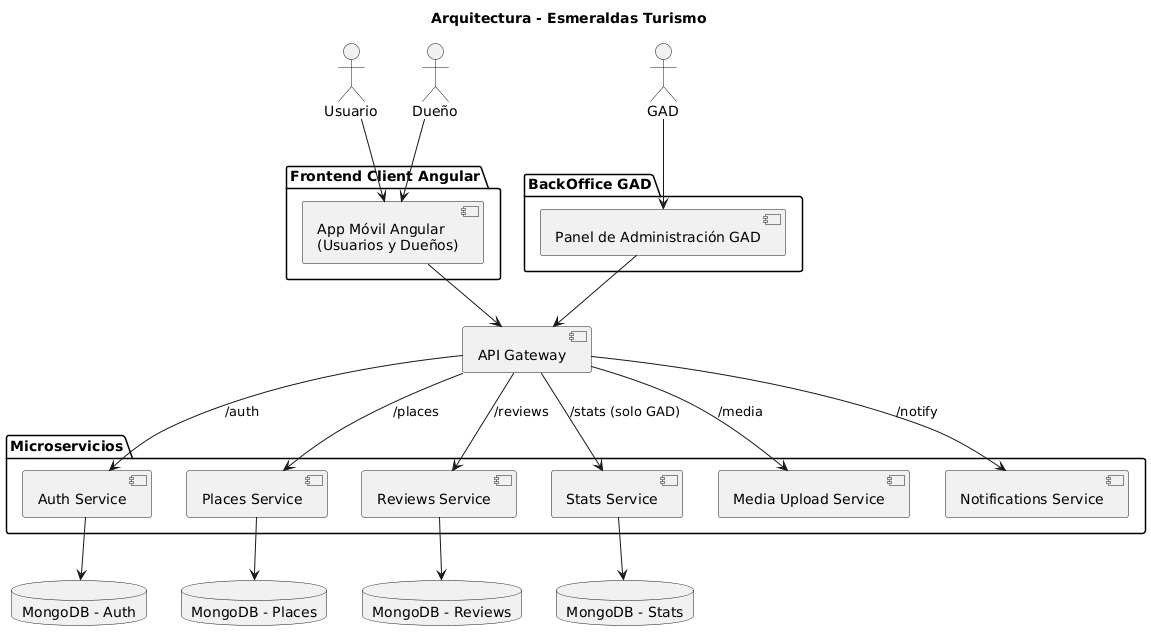 Arquitectura - Esmeraldas Turismo
Usuario
Dueño
GAD
Frontend Client Angular
BackOffice GAD
App Móvil Angular
(Usuarios y Dueños)
Panel de Administración GAD
API Gateway
/auth
/places
/reviews
/stats (solo GAD)
/media
/notify
Microservicios
Auth Service
Places Service
Reviews Service
Stats Service
Media Upload Service
Notifications Service
MongoDB - Auth
MongoDB - Places
MongoDB - Reviews
MongoDB - Stats